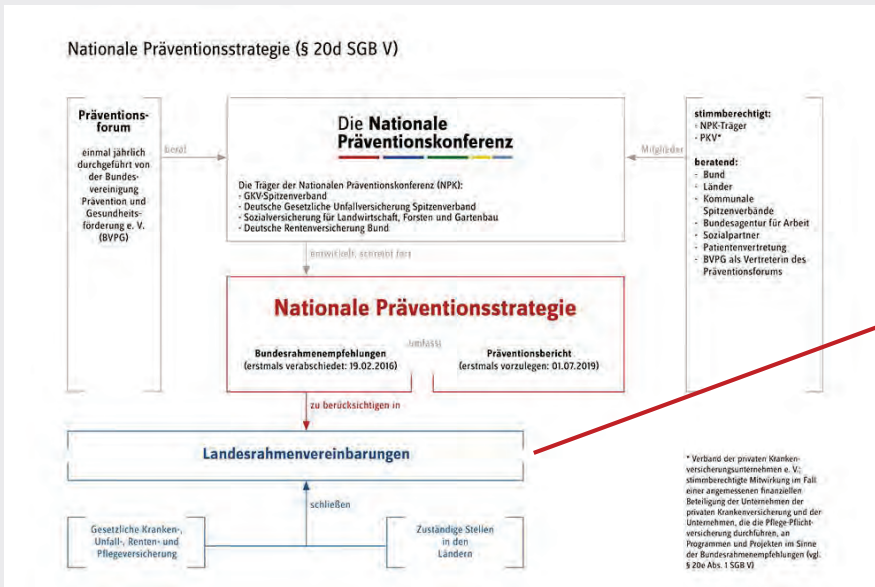 Nationale Präventionsstrategie (§ 20d SGB V)
Präventions-
forum
einmal jährlich
durchgeführt von
der Bundes-
vereinigung
Prävention und
Gesundheits-
förderung e. V.
(BVPG)
berät
Die Nationale
Präventionskonferenz
Die Träger der Nationalen Präventionskonferenz (NPK):
- GKV-Spitzenverband
- Deutsche Gesetzliche Unfallversicherung Spitzenverband
- Sozialversicherung für Landwirtschaft, Forsten und Gartenbau
- Deutsche Rentenversicherung Bund
Mitglieder
stimmberechtigt:
- NPK-Träger
- PKV*
beratend:
- Bund
- Länder
- Kommunale
Spitzenverbände
- Bundesagentur für Arbeit
- Sozialpartner
- Patientenvertretung
- BVPG als Vertreterin des
Präventionsforums
entwickelt, schreibt fort
Nationale Präventionsstrategie
umfasst
Bundesrahmenempfehlungen
(erstmals verabschiedet: 19.02.2016)
Präventionsbericht
(erstmals vorzulegen: 01.07.2019)
zu berücksichtigen in
Landesrahmenvereinbarungen
schließen
Gesetzliche Kranken-,
Unfall-, Renten- und
Pflegeversicherung
Zuständige Stellen
in den
Ländern
* Verband der privaten Kranken-
versicherungsunternehmen e. V.;
stimmberechtigte Mitwirkung im Fall
einer angemessenen finanziellen
Beteiligung der Unternehmen der
privaten Krankenversicherung und der
Unternehmen, die die Pflege-Pflicht-
versicherung durchführen, an
Programmen und Projekten im Sinne
der Bundesrahmenempfehlungen (vgl.
§ 20e Abs. 1 SGB V)